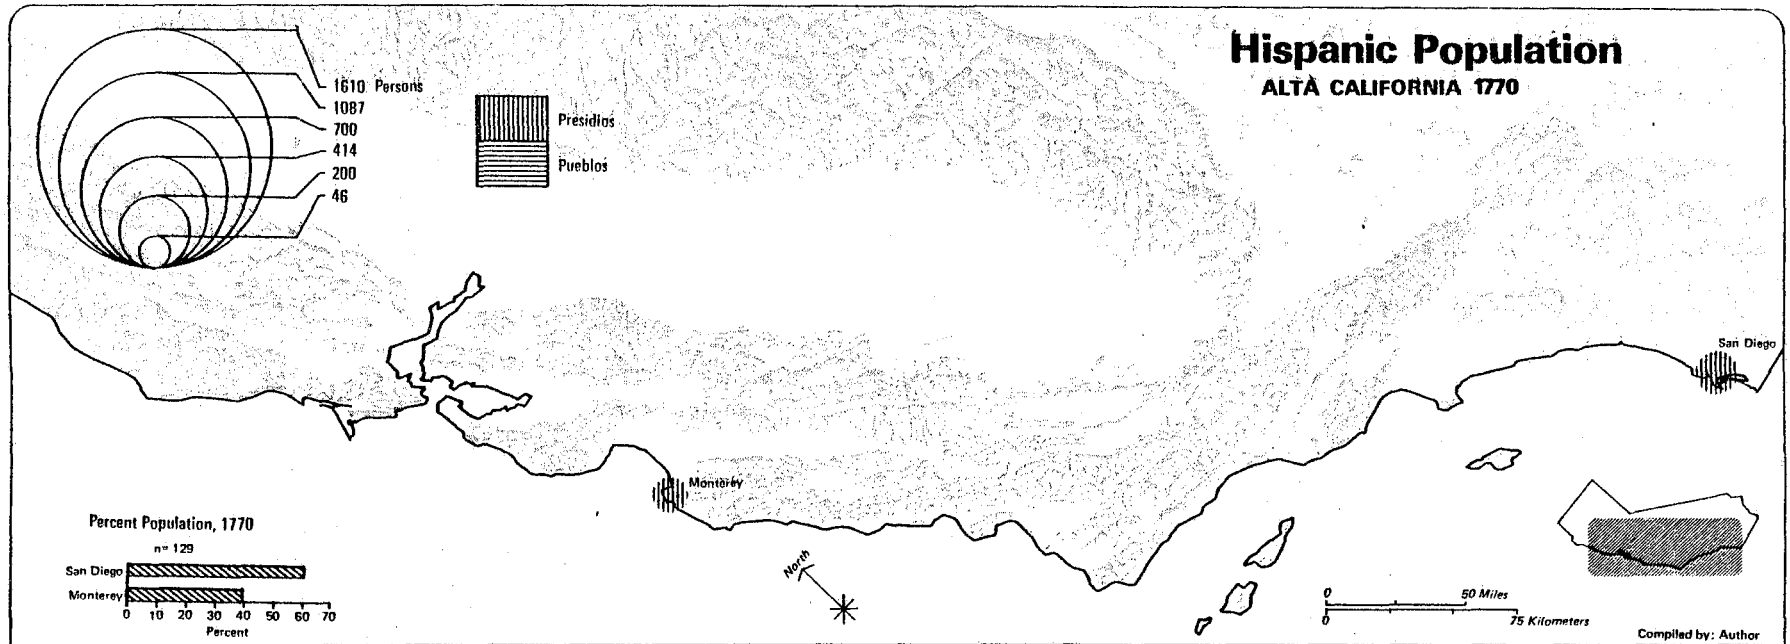 Hispanic Population
ALTA CALIFORNIA 1770
1610 Persons
1087
700
414
200
46
Presidios
Pueblos
San Diego
Monterey
Percent Population, 1770
n= 129
San Diego
Monterey
0 10 20 30 40 50 60 70
Percent
North
0 50 Miles
0 75 Kilometers
Compiled by: Author